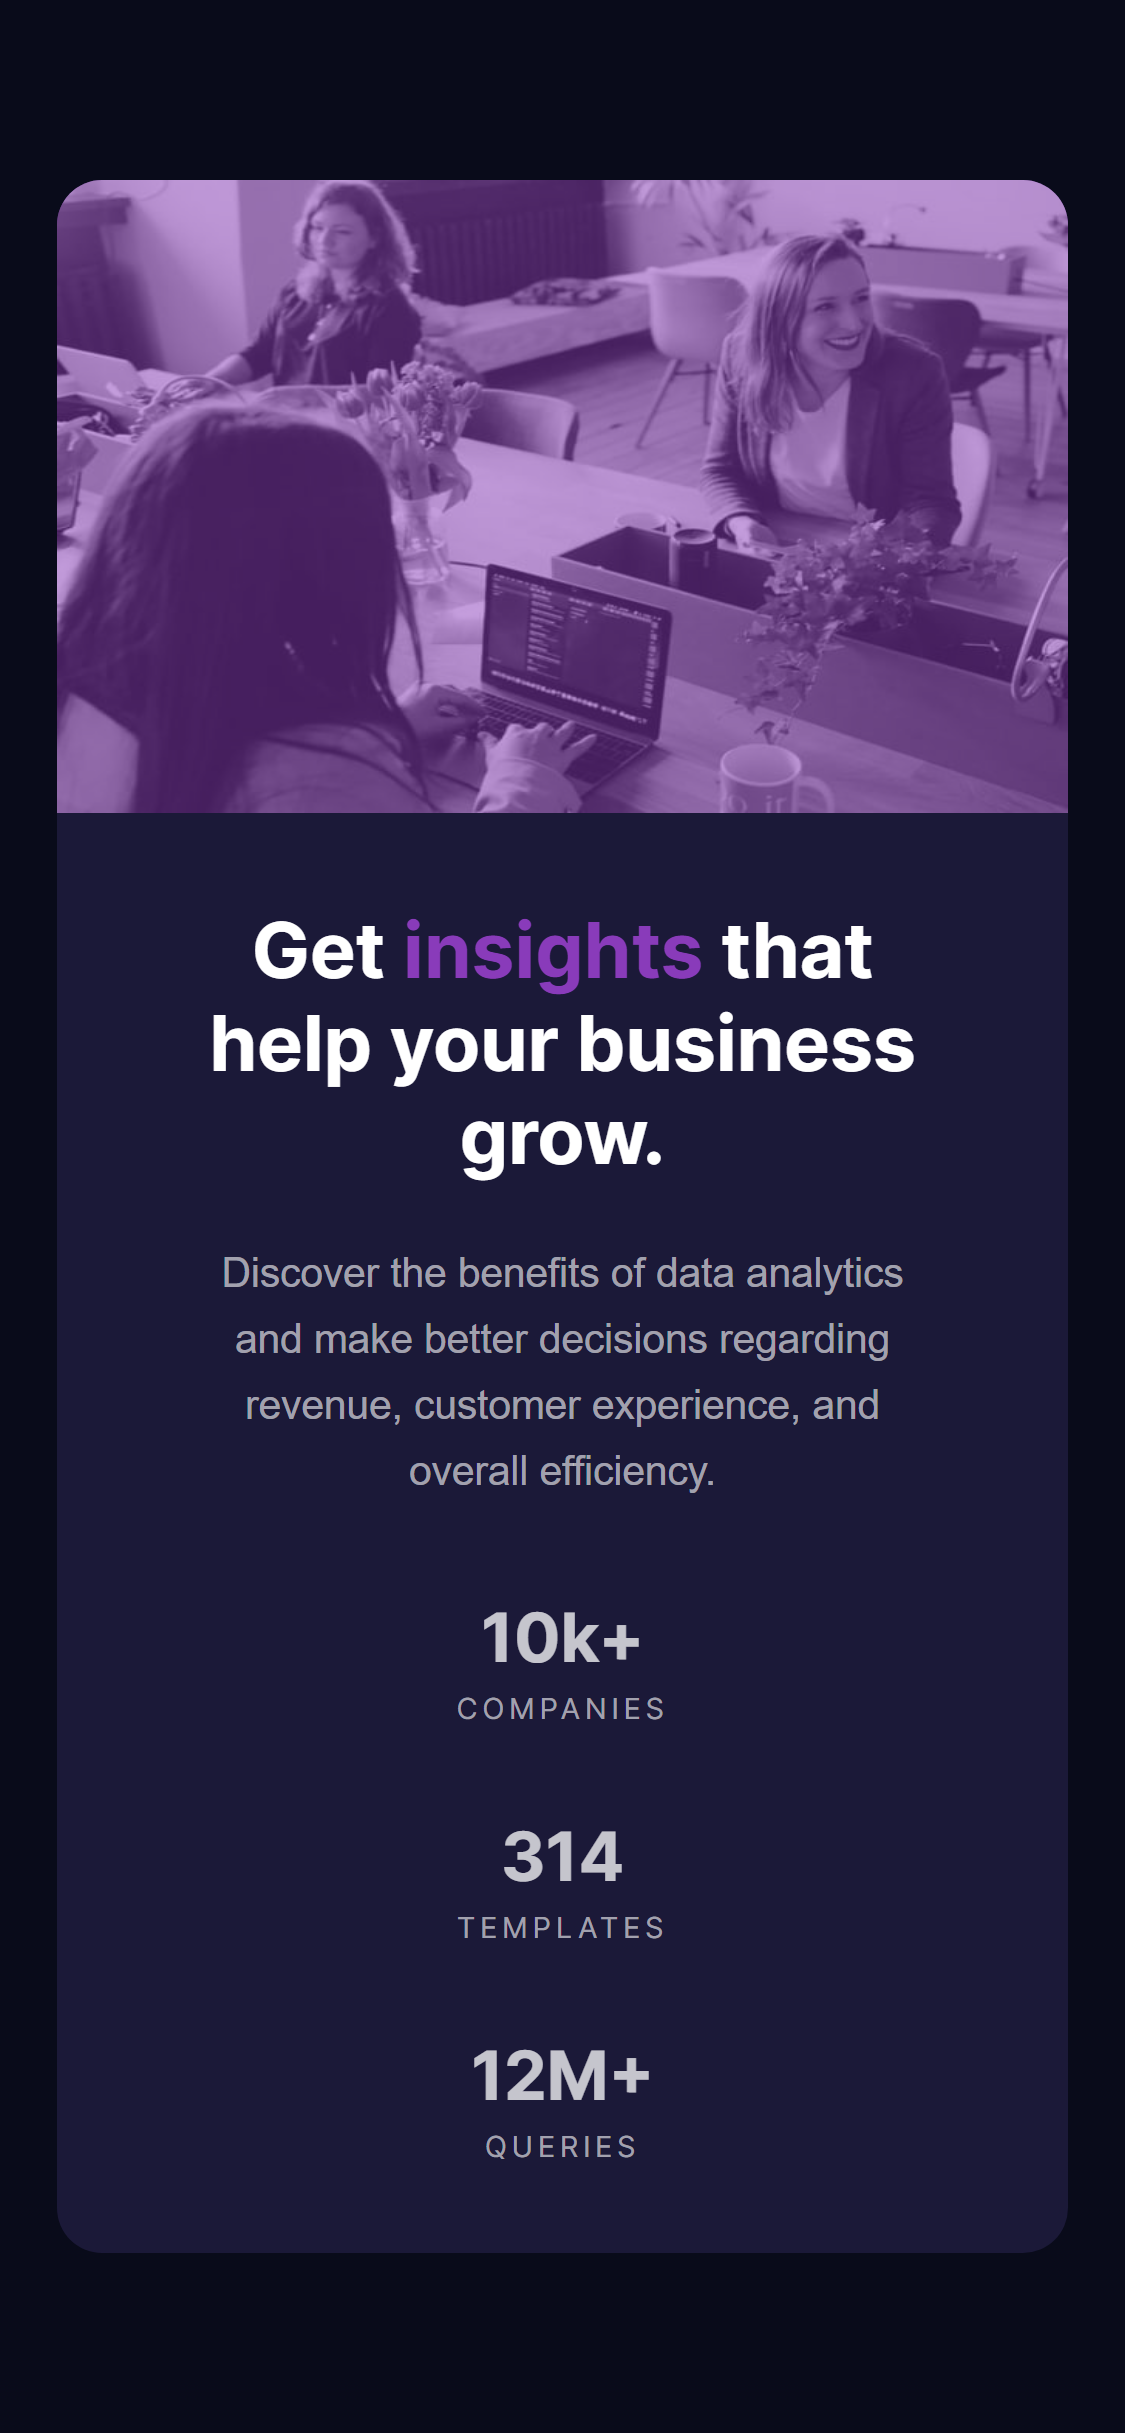 Get insights that
help your business
grow.
Discover the benefits of data analytics
and make better decisions regarding
revenue, customer experience, and
overall efficiency.
10k+
COMPANIES
314
TEMPLATES
12M+
QUERIES